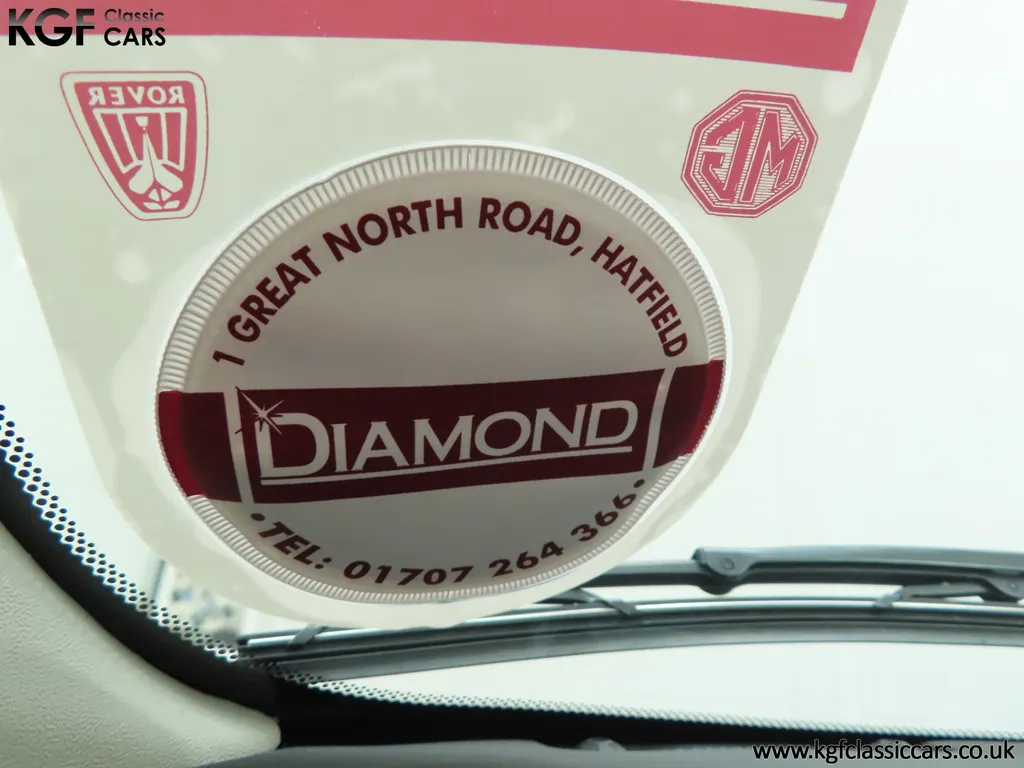 KGF Classic
CARS
ROVER
MG
1 GREAT NORTH ROAD, HATFIELD
DIAMOND
• TEL: 01707 264 366 •
www.kgfclassiccars.co.uk